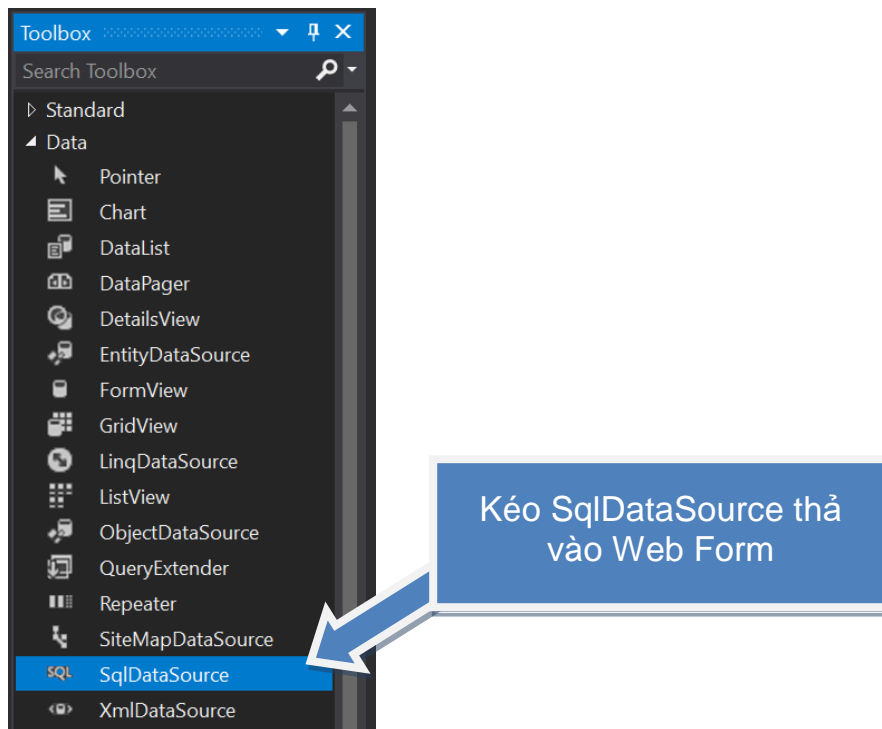 Toolbox
Search Toolbox
Standard
Data
Pointer
Chart
DataList
DataPager
DetailsView
EntityDataSource
FormView
GridView
LinqDataSource
ListView
ObjectDataSource
QueryExtender
Repeater
SiteMapDataSource
SQL SqlDataSource
XmlDataSource
Kéo SqlDataSource thả
vào Web Form